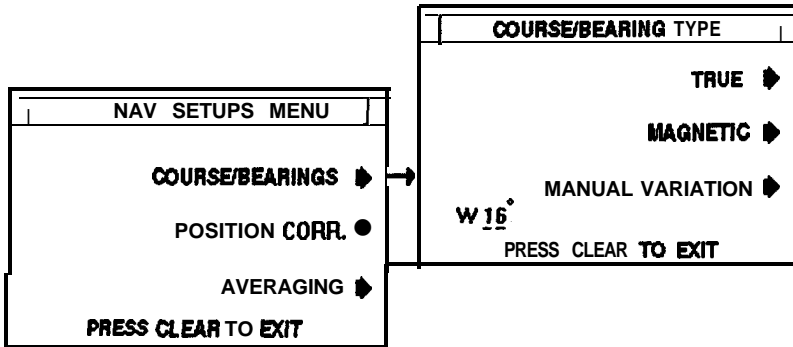 NAV SETUPS MENU
COURSE/BEARINGS
POSITION CORR.
AVERAGING
PRESS CLEAR TO EXIT
COURSE/BEARING TYPE
TRUE
MAGNETIC
MANUAL VARIATION
W 16°
PRESS CLEAR TO EXIT